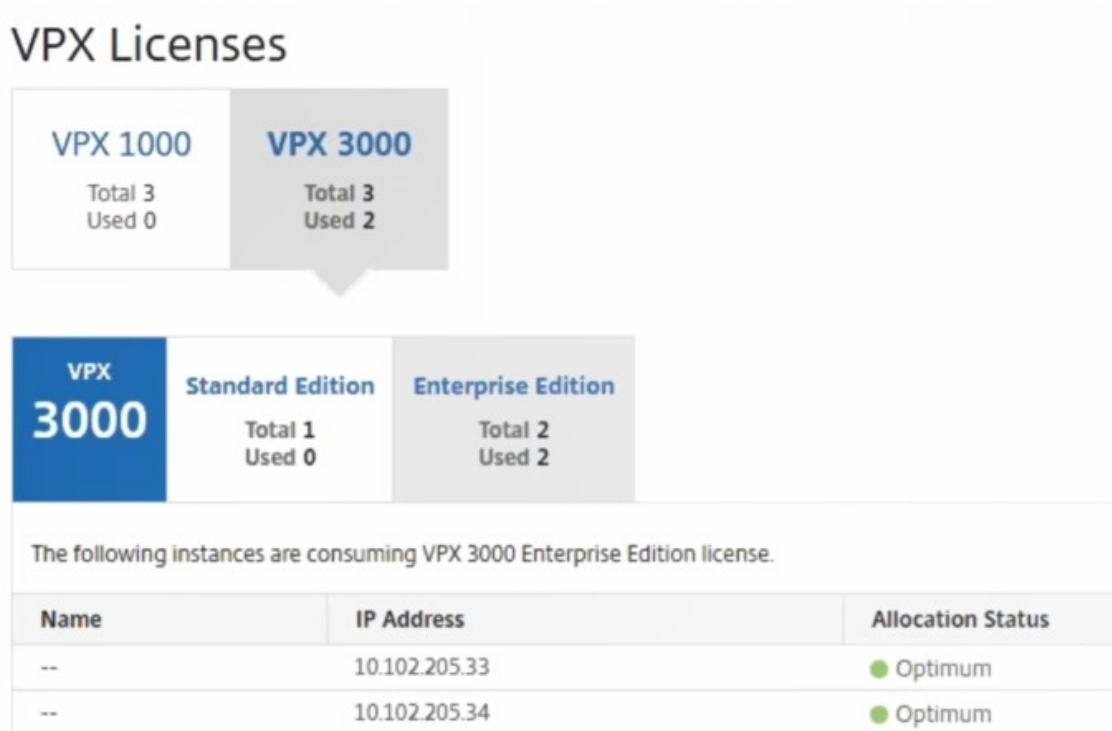 VPX Licenses
VPX 1000
Total 3
Used 0
VPX 3000
Total 3
Used 2
VPX
3000
Standard Edition
Total 1
Used 0
Enterprise Edition
Total 2
Used 2
The following instances are consuming VPX 3000 Enterprise Edition license.
Name IP Address Allocation Status
-- 10.102.205.33 Optimum
-- 10.102.205.34 Optimum